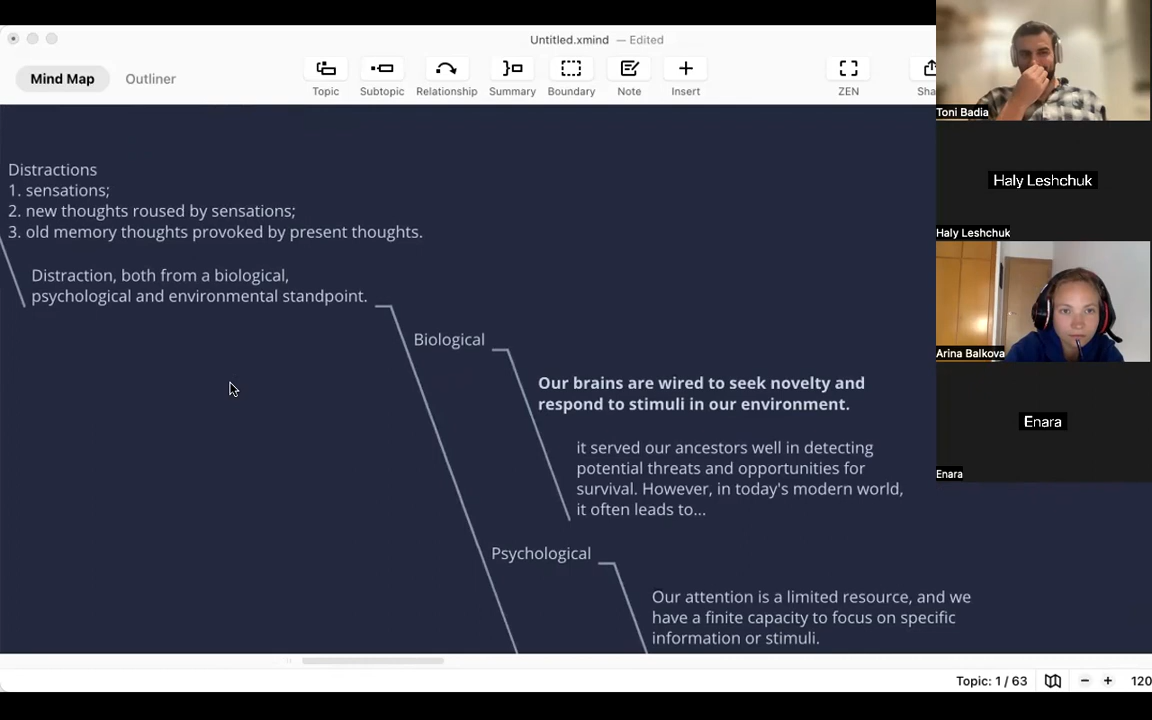 Untitled.xmind — Edited
Mind Map
Outliner
Topic
Subtopic
Relationship
Summary
Boundary
Note
Insert
ZEN
Sha
Toni Badia
Haly Leshchuk
Haly Leshchuk
Arina Balkova
Enara
Enara
Distractions
1. sensations;
2. new thoughts roused by sensations;
3. old memory thoughts provoked by present thoughts.
Distraction, both from a biological,
psychological and environmental standpoint.
Biological
Our brains are wired to seek novelty and
respond to stimuli in our environment.
it served our ancestors well in detecting
potential threats and opportunities for
survival. However, in today's modern world,
it often leads to...
Psychological
Our attention is a limited resource, and we
have a finite capacity to focus on specific
information or stimuli.
Topic: 1 / 63
120